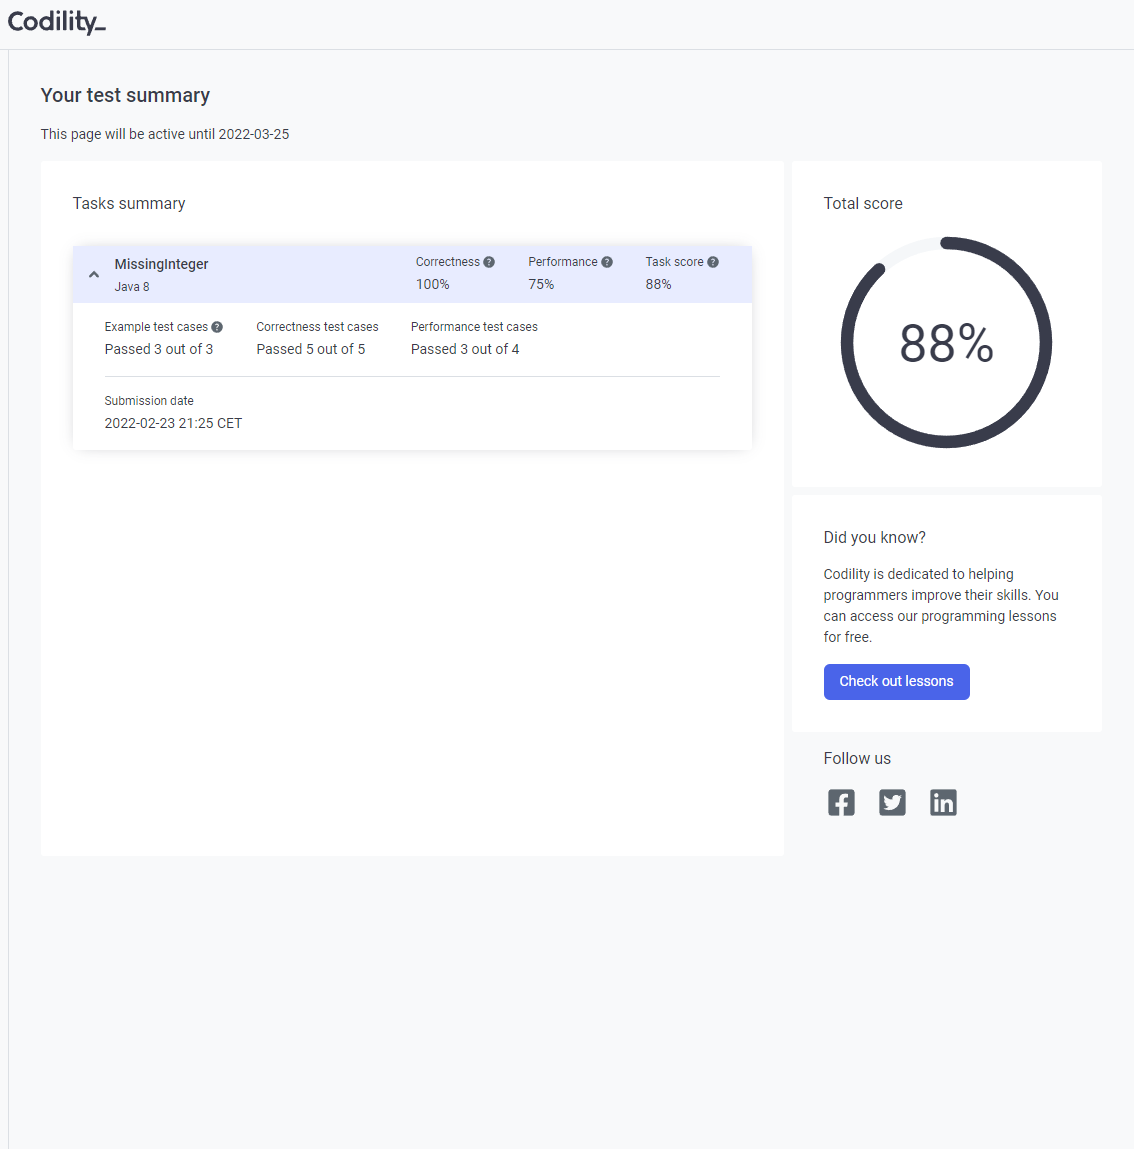 Codility_
Your test summary
This page will be active until 2022-03-25
Tasks summary
MissingInteger
Java 8
Correctness ?
100%
Performance ?
75%
Task score ?
88%
Example test cases ?
Passed 3 out of 3
Correctness test cases
Passed 5 out of 5
Performance test cases
Passed 3 out of 4
Submission date
2022-02-23 21:25 CET
Total score
88%
Did you know?
Codility is dedicated to helping
programmers improve their skills. You
can access our programming lessons
for free.
Check out lessons
Follow us